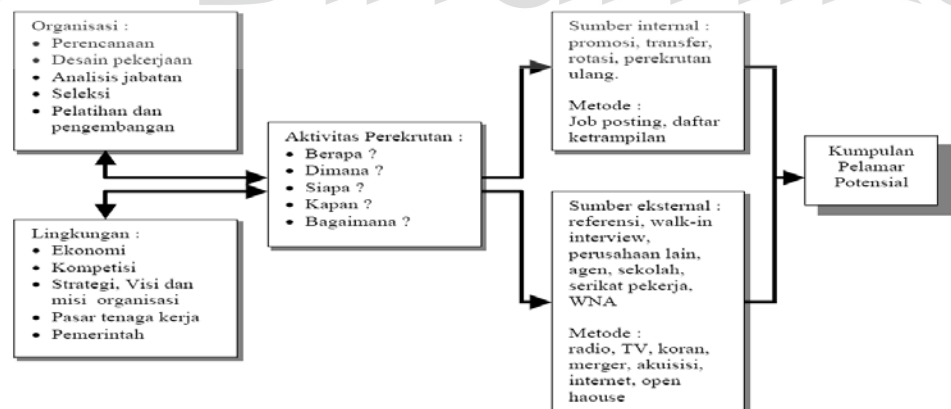 Organisasi :
• Perencanaan
• Desain pekerjaan
• Analisis jabatan
• Seleksi
• Pelatihan dan
pengembangan
Lingkungan :
• Ekonomi
• Kompetisi
• Strategi, Visi dan
misi organisasi
• Pasar tenaga kerja
• Pemerintah
Aktivitas Perekrutan :
• Berapa ?
• Dimana ?
• Siapa ?
• Kapan ?
• Bagaimana ?
Sumber internal :
promosi, transfer,
rotasi, perekrutan
ulang.
Metode :
Job posting, daftar
ketrampilan
Sumber eksternal :
referensi, walk-in
interview,
perusahaan lain,
agen, sekolah,
serikat pekerja,
WNA
Metode :
radio, TV, koran,
merger, akuisisi,
internet, open
haouse
Kumpulan
Pelamar
Potensial